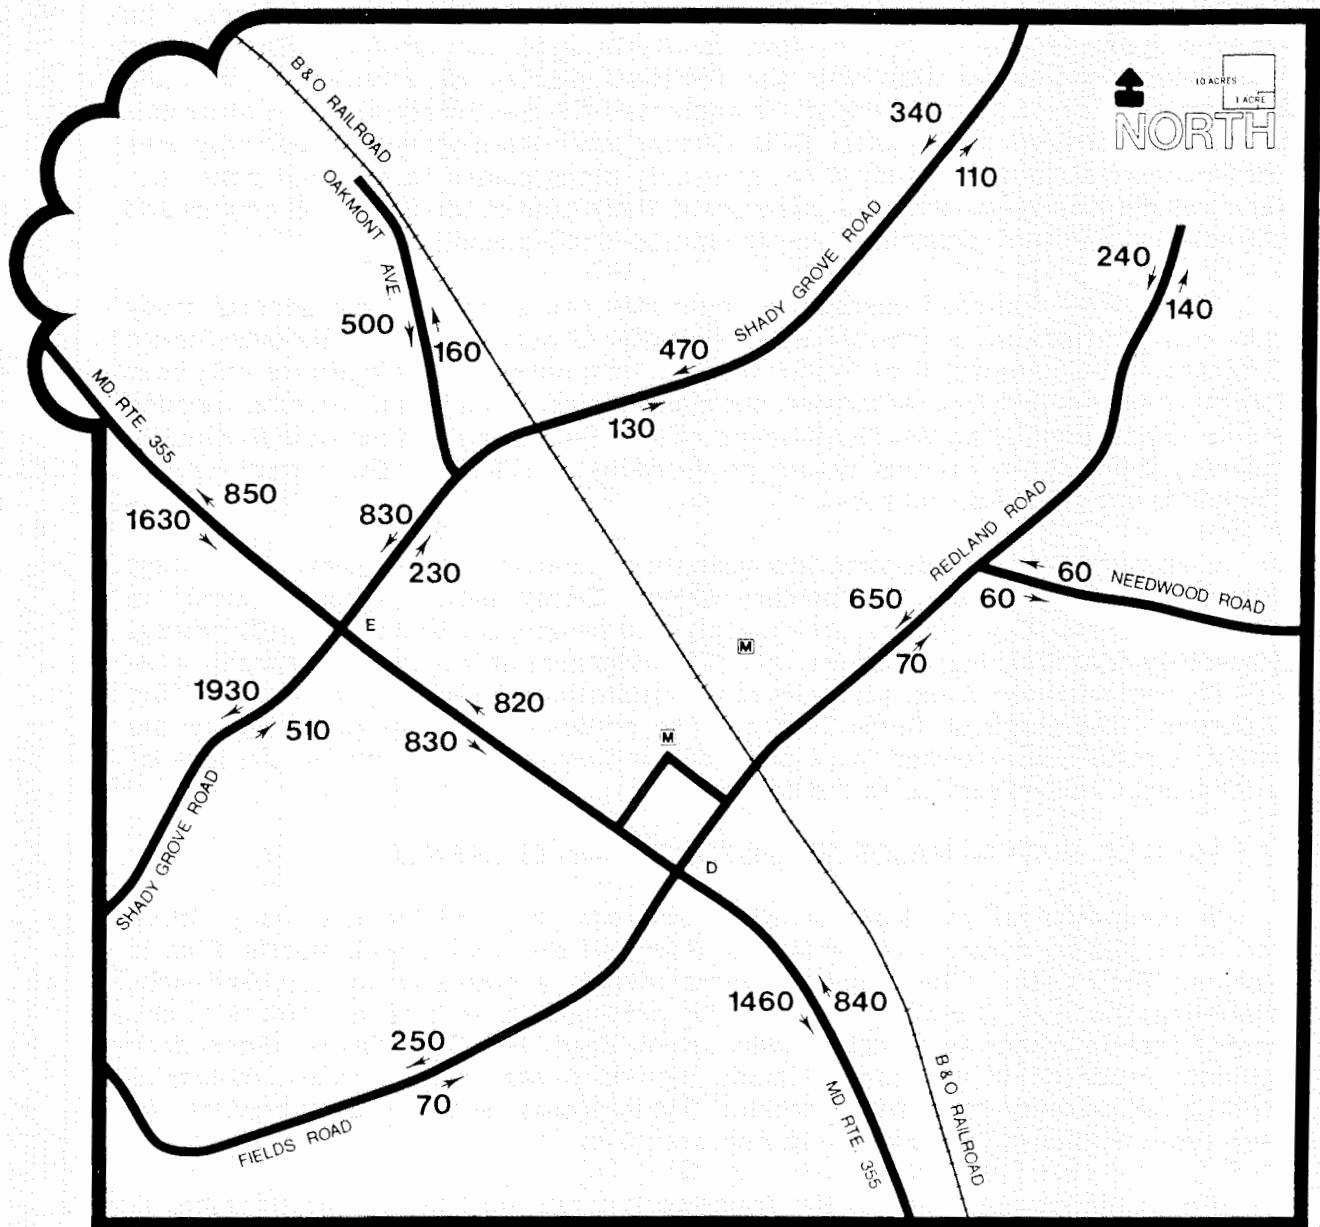 B&O RAILROAD
340
110
10 ACRES
1 ACRE
NORTH
OAKMONT AVE.
500
160
SHADY GROVE ROAD
470
130
240
140
MD. RTE. 355
850
1630
830
230
REDLAND ROAD
60
NEEDWOOD ROAD
60
650
70
E
M
1930
510
820
830
M
SHADY GROVE ROAD
D
1460
840
250
70
FIELDS ROAD
MD. RTE. 355
B&O RAILROAD